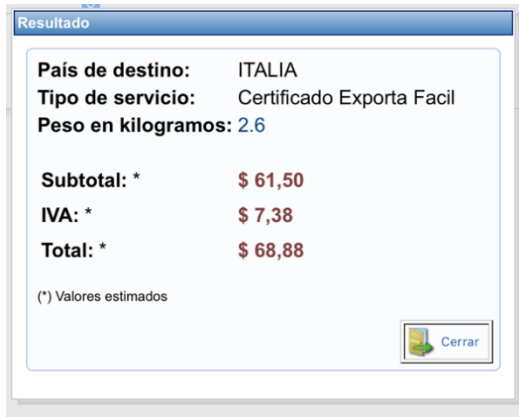 Resultado
País de destino: ITALIA
Tipo de servicio: Certificado Exporta Facil
Peso en kilogramos: 2.6
Subtotal: * $ 61,50
IVA: * $ 7,38
Total: * $ 68,88
(*) Valores estimados
Cerrar